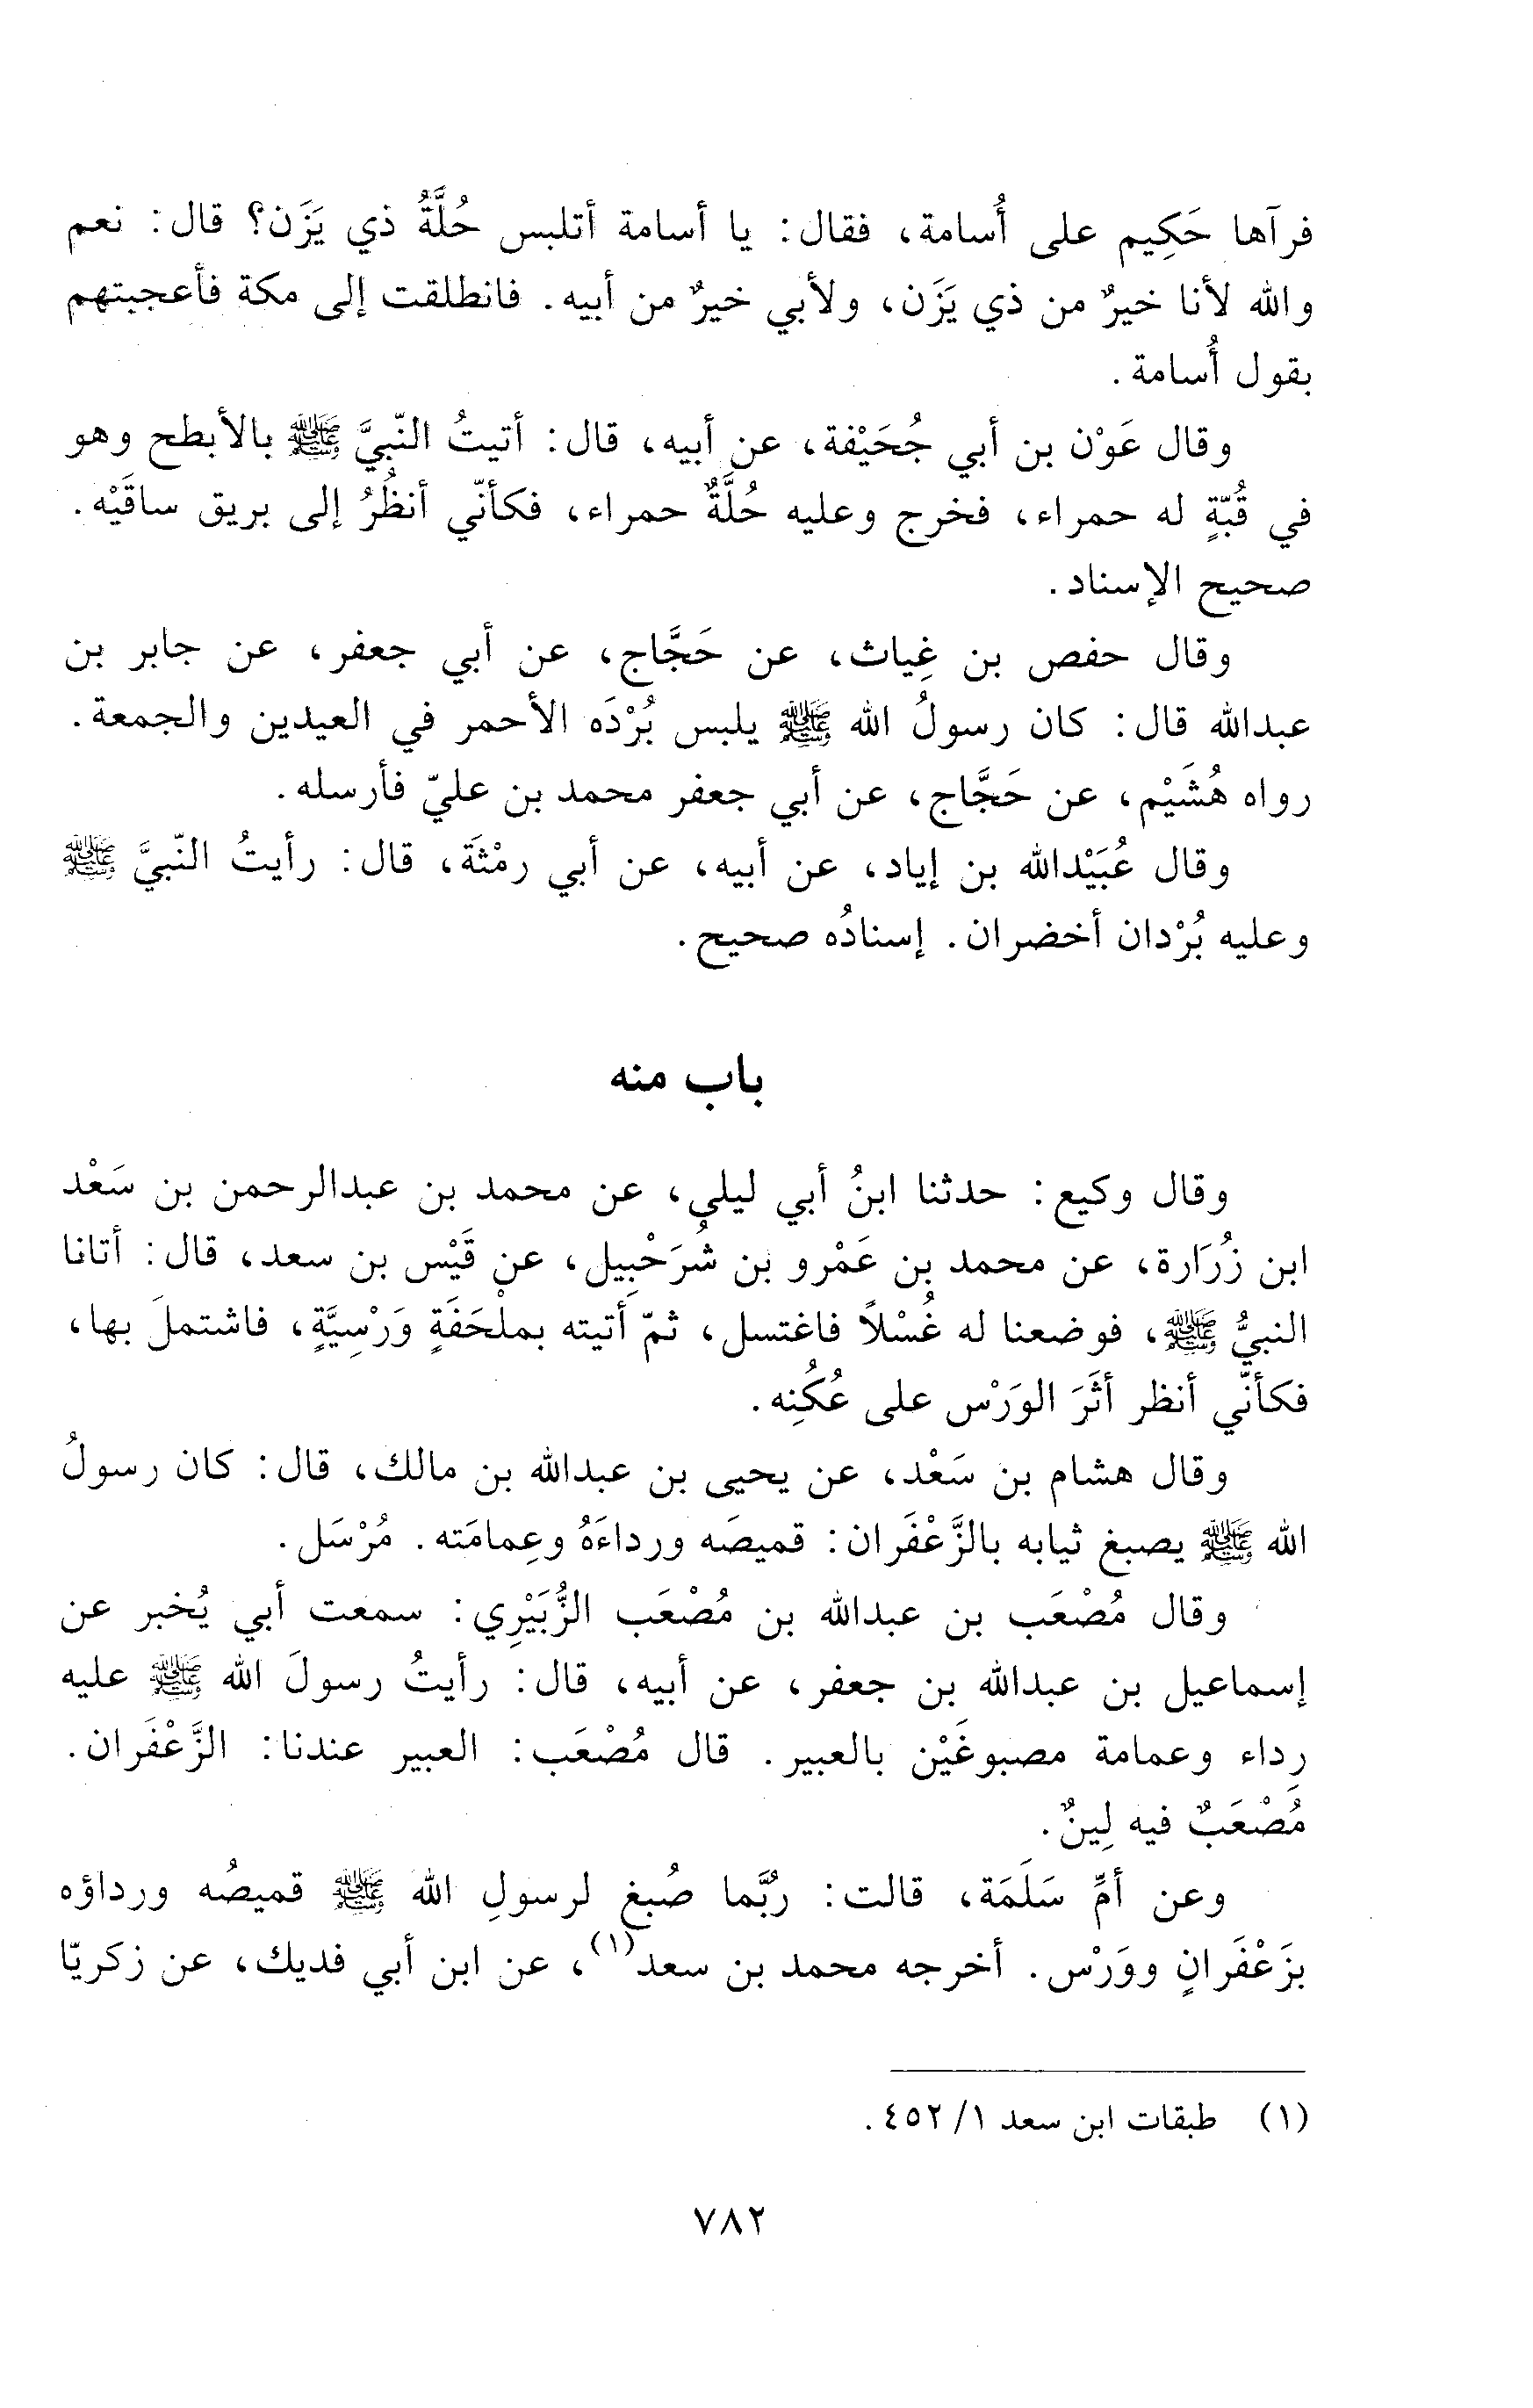 فرآها حَكِيم على أُسامة، فقال: يا أسامة أتلبس حُلَّةُ ذي يَزَن؟ قال: نعم
والله لأنا خيرٌ من ذي يَزَن، ولأبي خيرٌ من أبيه. فانطلقت إلى مكة فأعجبتهم
بقول أُسامة.
وقال عَوْن بن أبي جُحَيْفة، عن أبيه، قال: أتيتُ النّبيَّ ﷺ بالأبطح وهو
في قُبّةٍ له حمراء، فخرج وعليه حُلَّةٌ حمراء، فكأنّي أنظُرُ إلى بريق ساقَيْه.
صحيح الإسناد.
وقال حفص بن غِياث، عن حَجَّاج، عن أبي جعفر، عن جابر بن
عبدالله قال: كان رسولُ الله ﷺ يلبس بُرْدَه الأحمر في العيدين والجمعة.
رواه هُشَيْم، عن حَجَّاج، عن أبي جعفر محمد بن عليّ فأرسله.
وقال عُبَيْدالله بن إياد، عن أبيه، عن أبي رمْثَة، قال: رأيتُ النّبيَّ ﷺ
وعليه بُرْدان أخضران. إسنادُه صحيح.
باب منه
وقال وكيع: حدثنا ابنُ أبي ليلى، عن محمد بن عبدالرحمن بن سَعْد
ابن زُرَارة، عن محمد بن عَمْرو بن شُرَحْبِيل، عن قَيْس بن سعد، قال: أتانا
النبيُّ ﷺ، فوضعنا له غُسْلاً فاغتسل، ثمّ أتيته بملْحَفَةٍ وَرْسِيَّةٍ، فاشتملَ بها،
فكأنّي أنظر أثَرَ الوَرْس على عُكُنِه.
وقال هشام بن سَعْد، عن يحيى بن عبدالله بن مالك، قال: كان رسولُ
الله ﷺ يصبغ ثيابه بالزَّعْفَران: قميصَه ورداءَهُ وعِمامَته. مُرْسَل.
وقال مُصْعَب بن عبدالله بن مُصْعَب الزُّبَيْرِي: سمعت أبي يُخبر عن
إسماعيل بن عبدالله بن جعفر، عن أبيه، قال: رأيتُ رسولَ الله ﷺ عليه
رِداء وعمامة مصبوغَيْن بالعبير. قال مُصْعَب: العبير عندنا: الزَّعْفَران.
مُصْعَبٌ فيه لِينٌ.
وعن أمِّ سَلَمَة، قالت: رُبَّما صُبغ لرسولِ الله ﷺ قميصُه ورداؤه
بزَعْفَرانٍ ووَرْس. أخرجه محمد بن سعد(١)، عن ابن أبي فديك، عن زكريّا
(١) طبقات ابن سعد ١/ ٤٥٢.
٧٨٢